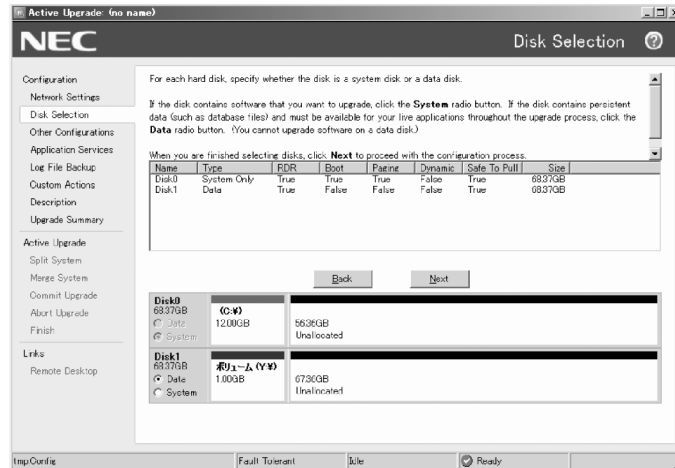 Active Upgrade: (no name)
NEC
Disk Selection
?
Configuration
Network Settings
Disk Selection
Other Configurations
Application Services
Log File Backup
Custom Actions
Description
Upgrade Summary
Active Upgrade
Split System
Merge System
Commit Upgrade
Abort Upgrade
Finish
Links
Remote Desktop
For each hard disk, specify whether the disk is a system disk or a data disk.
If the disk contains software that you want to upgrade, click the System radio button. If the disk contains persistent
data (such as database files) and must be available for your live applications throughout the upgrade process, click the
Data radio button. (You cannot upgrade software on a data disk.)
When you are finished selecting disks, click Next to proceed with the configuration process.
Name Type RDR Boot Paging Dynamic Safe To Pull Size
Disk0 System Only True True True False True 68.37GB
Disk1 Data True False False False True 68.37GB
Back Next
Disk0
68.37GB
Data
System
(C:¥)
12.00GB
56.36GB
Unallocated
Disk1
68.37GB
Data
System
ボリューム (Y:¥)
1.00GB
67.36GB
Unallocated
tmpConfig Fault Tolerant Idle Ready